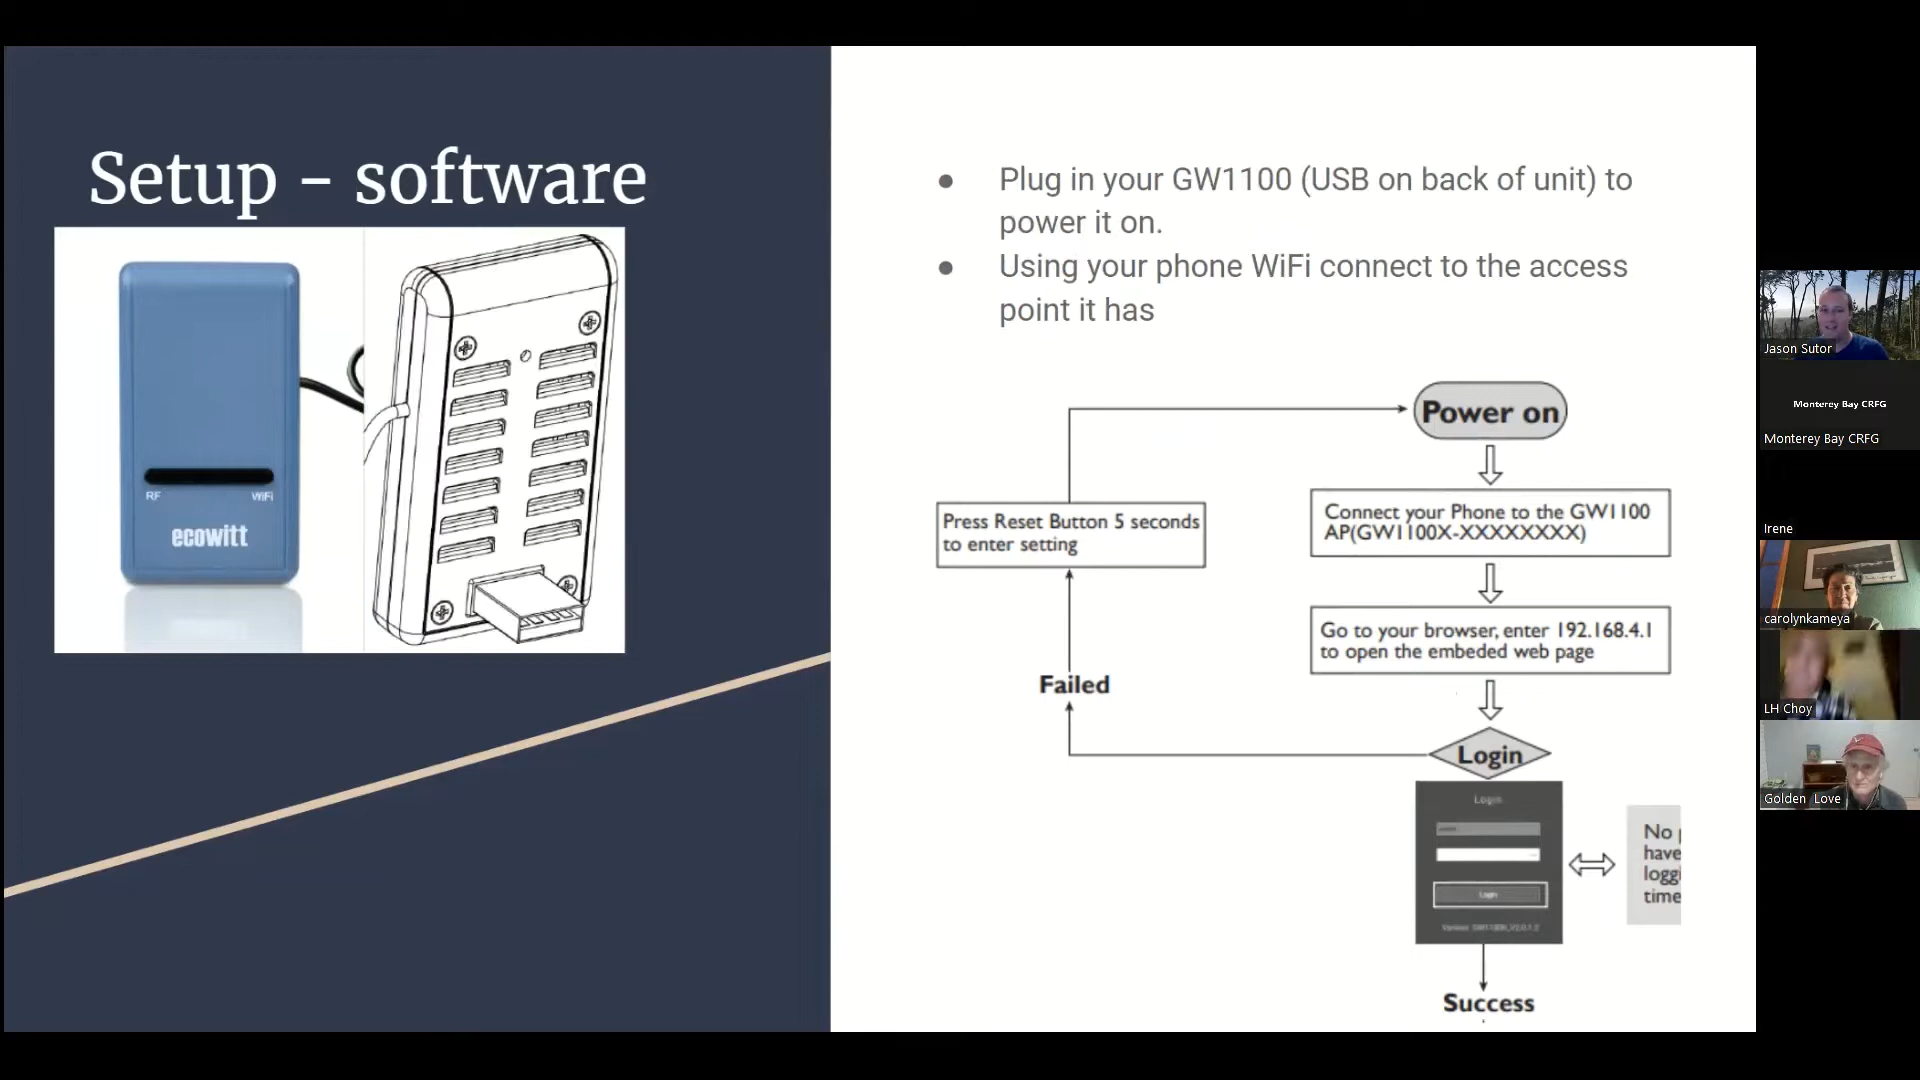 Setup - software
RF
WiFi
ecowitt
Plug in your GW1100 (USB on back of unit) to
power it on.
Using your phone WiFi connect to the access
point it has
Power on
Press Reset Button 5 seconds
to enter setting
Connect your Phone to the GW1100
AP(GW1100X-XXXXXXXX)
Go to your browser, enter 192.168.4.1
to open the embeded web page
Failed
Login
Login
Login
No
have
time
Success
Jason Sutor
Monterey Bay CRFG
Monterey Bay CRFG
Irene
carolynkameya
LH Choy
Golden Love